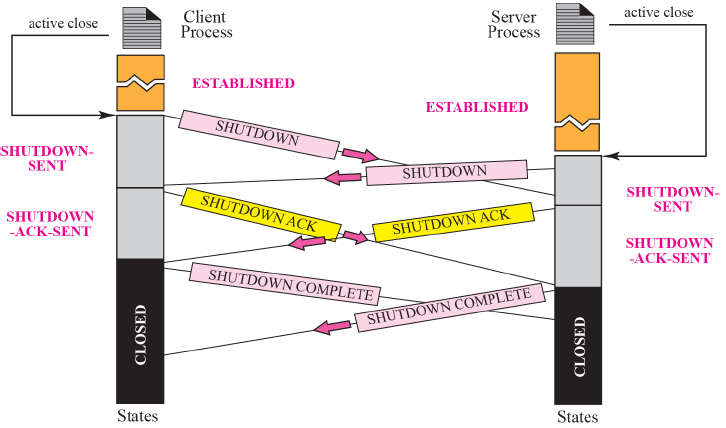 active close
Client
Process
Server
Process
active close
ESTABLISHED
ESTABLISHED
SHUTDOWN
SHUTDOWN-
SENT
SHUTDOWN
SHUTDOWN-
SENT
SHUTDOWN
-ACK-SENT
SHUTDOWN ACK
SHUTDOWN ACK
SHUTDOWN
-ACK-SENT
SHUTDOWN COMPLETE
SHUTDOWN COMPLETE
CLOSED
CLOSED
States
States